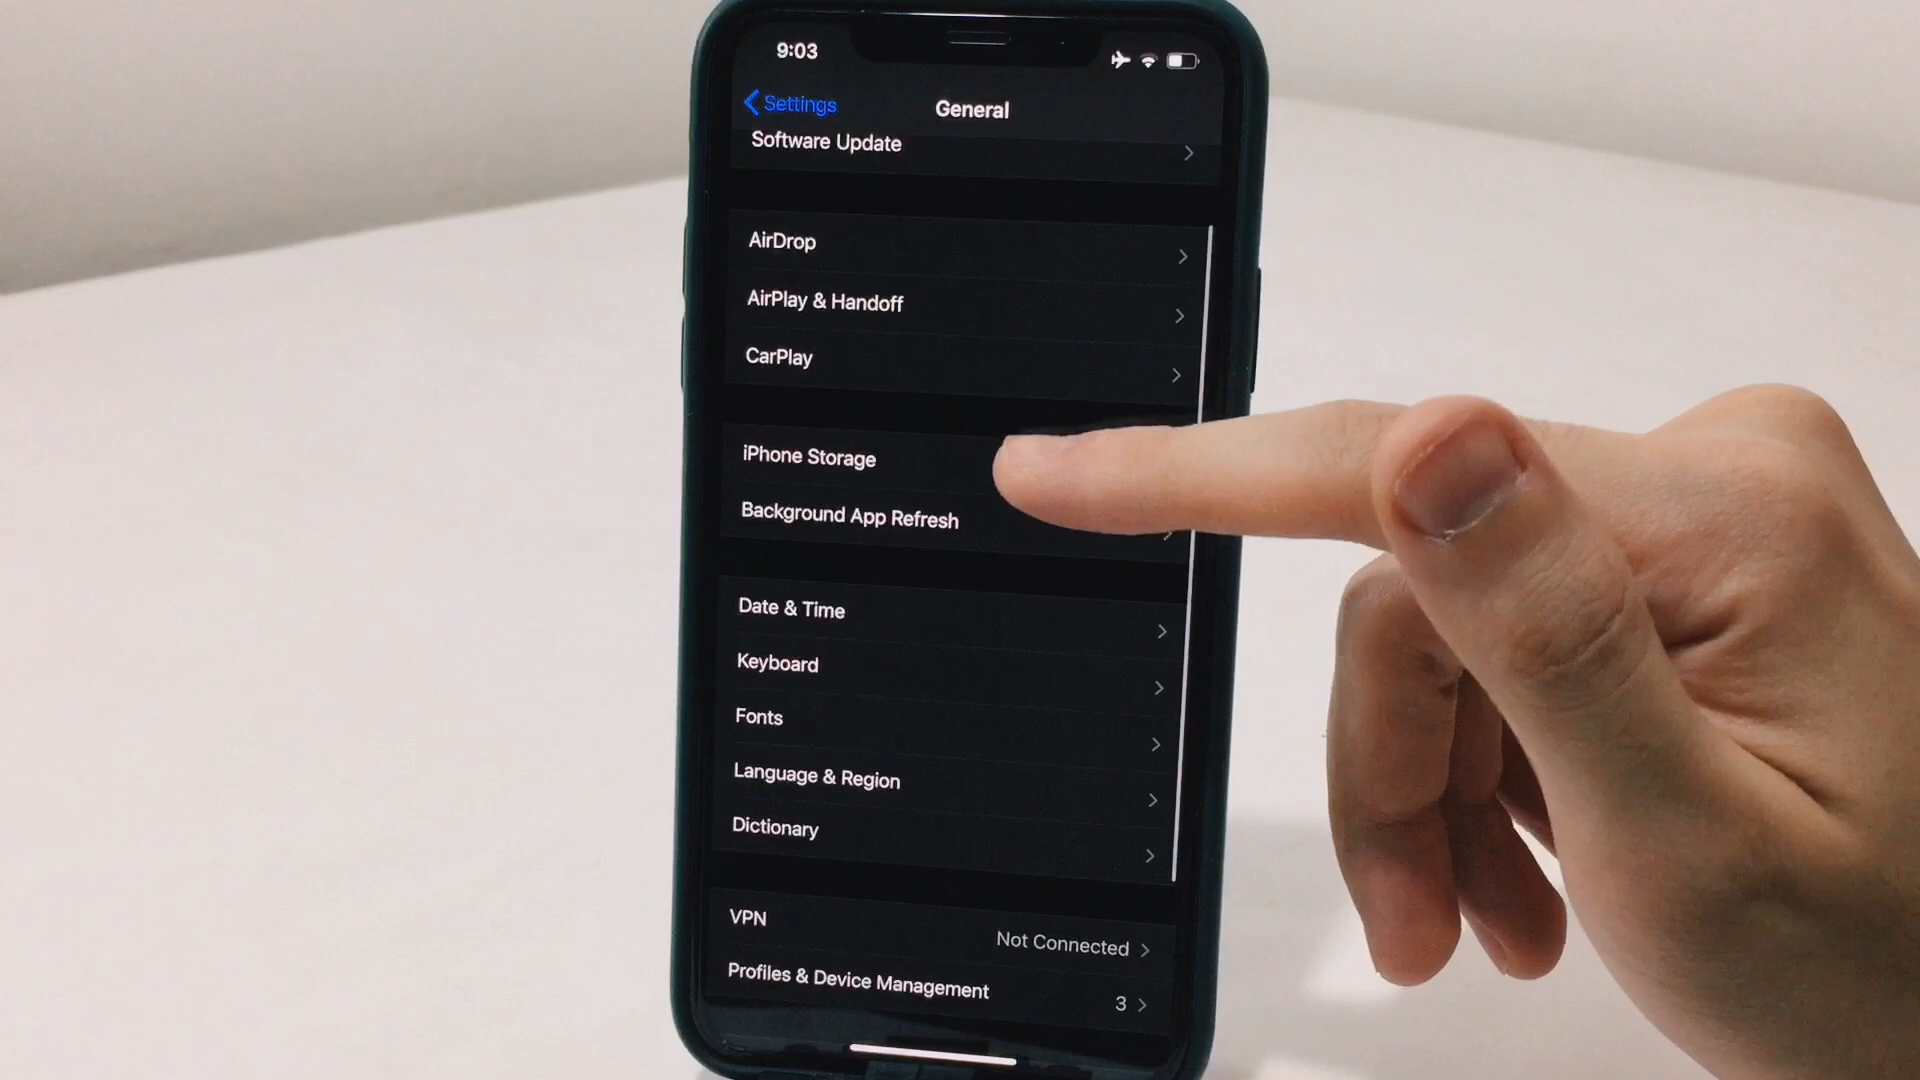 9:03
Settings
General
Software Update
AirDrop
AirPlay & Handoff
CarPlay
iPhone Storage
Background App Refresh
Date & Time
Keyboard
Fonts
Language & Region
Dictionary
VPN
Not Connected
Profiles & Device Management
3